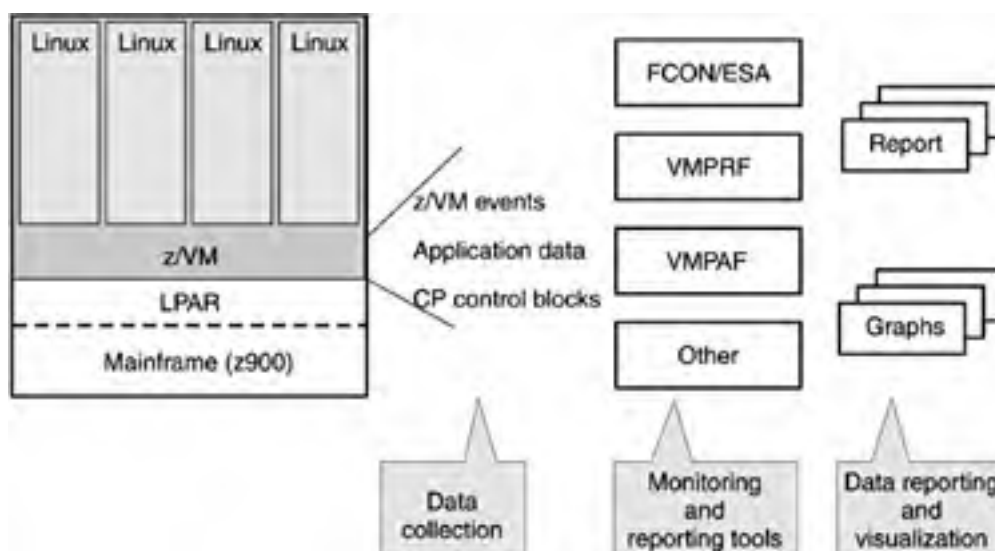 Linux Linux Linux Linux
z/VM
LPAR
Mainframe (z900)
z/VM events
Application data
CP control blocks
FCON/ESA
VMPRF
VMPAF
Other
Report
Graphs
Data
collection
Monitoring
and
reporting tools
Data reporting
and
visualization